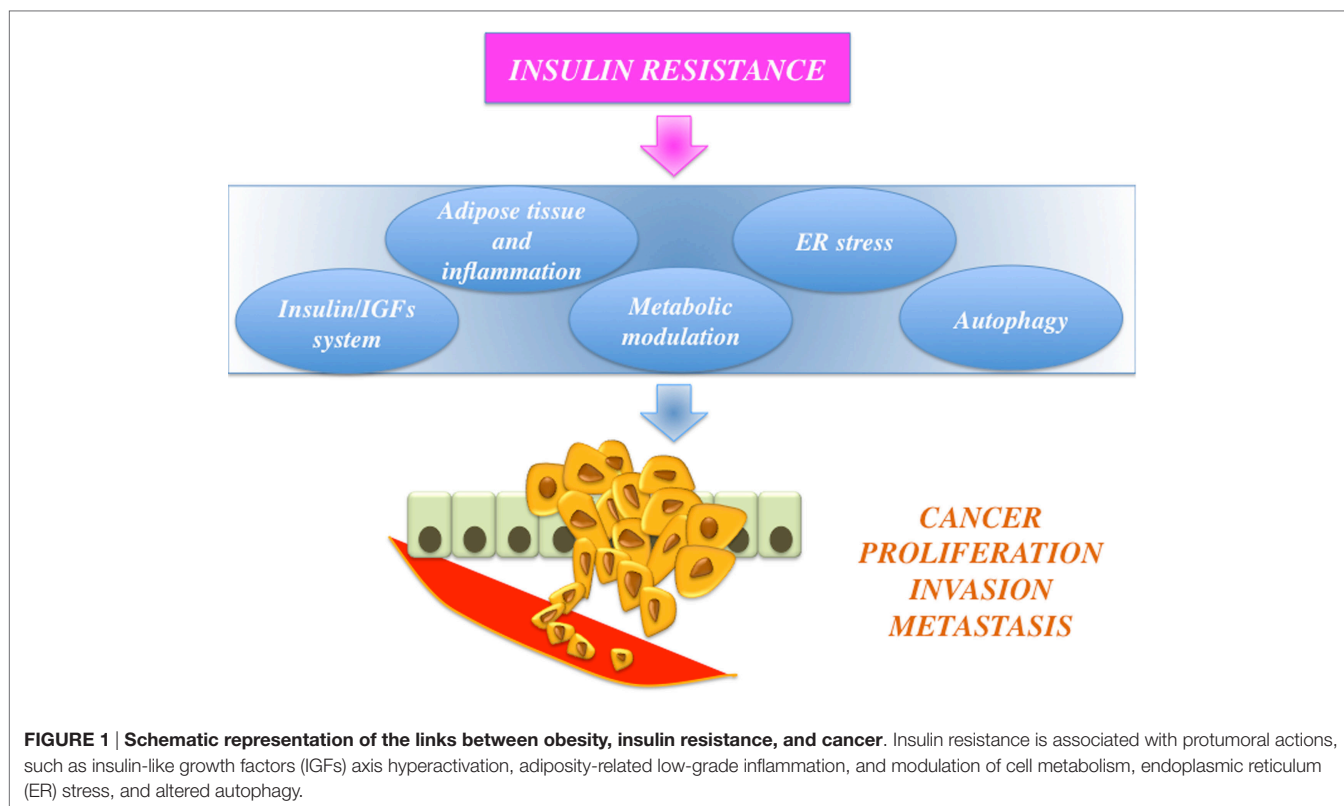 INSULIN RESISTANCE
Adipose tissue
and
inflammation
ER stress
Insulin/IGFs
system
Metabolic
modulation
Autophagy
CANCER
PROLIFERATION
INVASION
METASTASIS
FIGURE 1 | Schematic representation of the links between obesity, insulin resistance, and cancer. Insulin resistance is associated with protumoral actions,
such as insulin-like growth factors (IGFs) axis hyperactivation, adiposity-related low-grade inflammation, and modulation of cell metabolism, endoplasmic reticulum
(ER) stress, and altered autophagy.